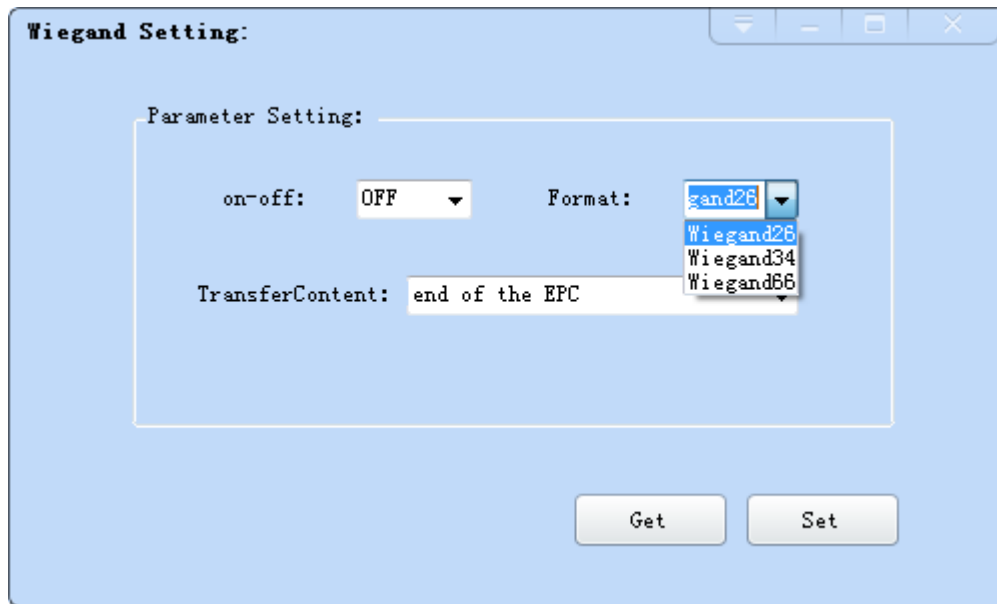 Wiegand Setting:
Parameter Setting:
on-off: OFF Format: gand26
Wiegand26
Wiegand34
Wiegand66
TransferContent: end of the EPC
Get Set